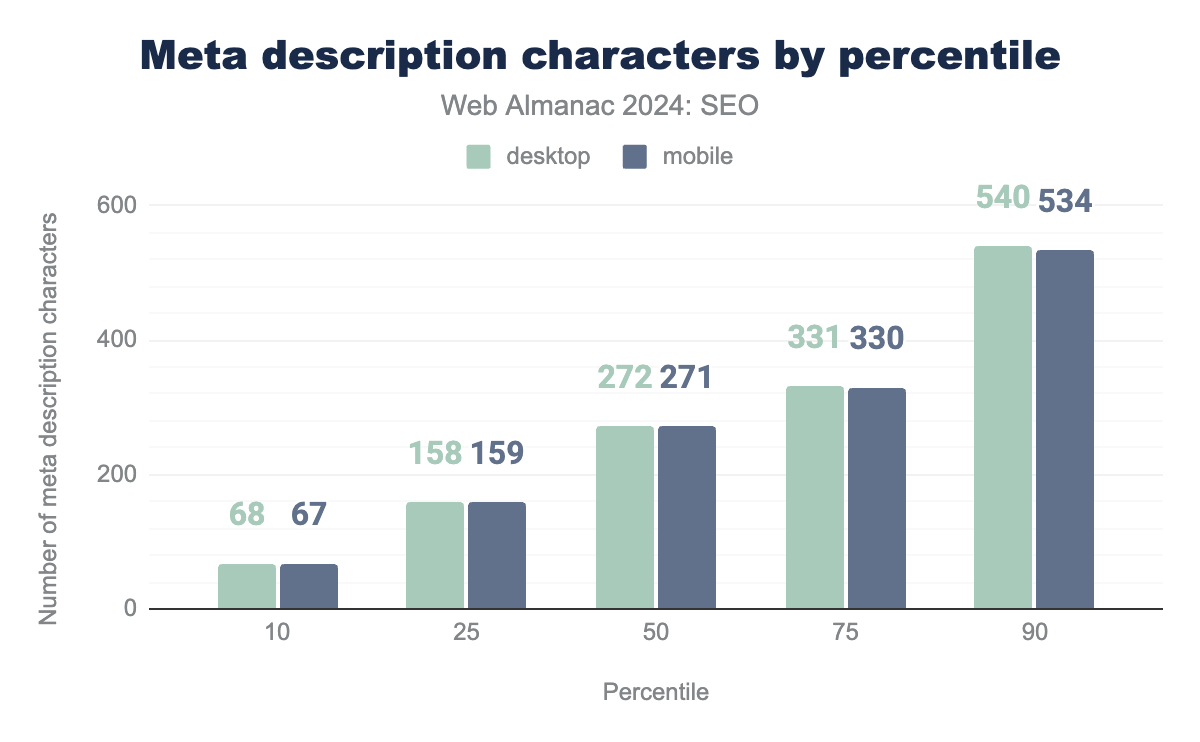 Meta description characters by percentile
Web Almanac 2024: SEO
desktop mobile
Number of meta description characters
600
400
200
0
68 67
158 159
272 271
331 330
540 534
10 25 50 75 90
Percentile